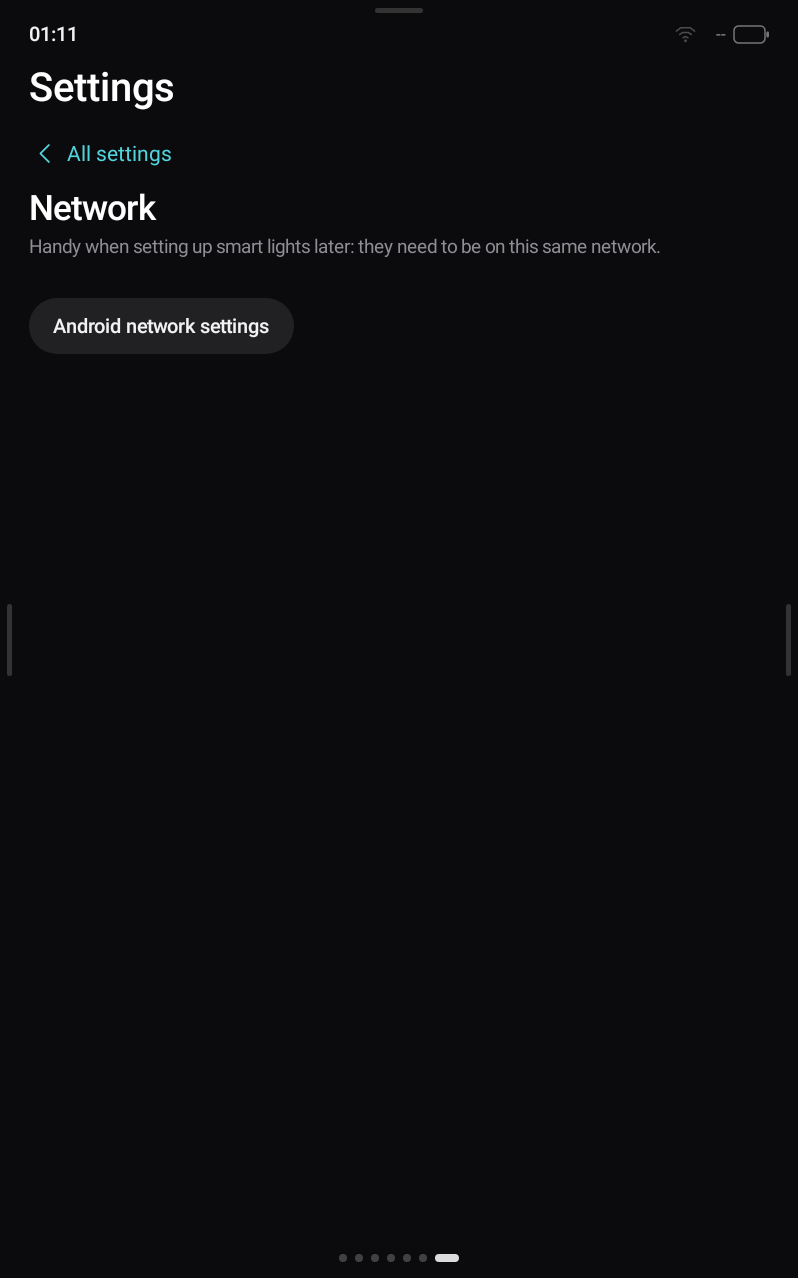 01:11
--
Settings
All settings
Network
Handy when setting up smart lights later: they need to be on this same network.
Android network settings